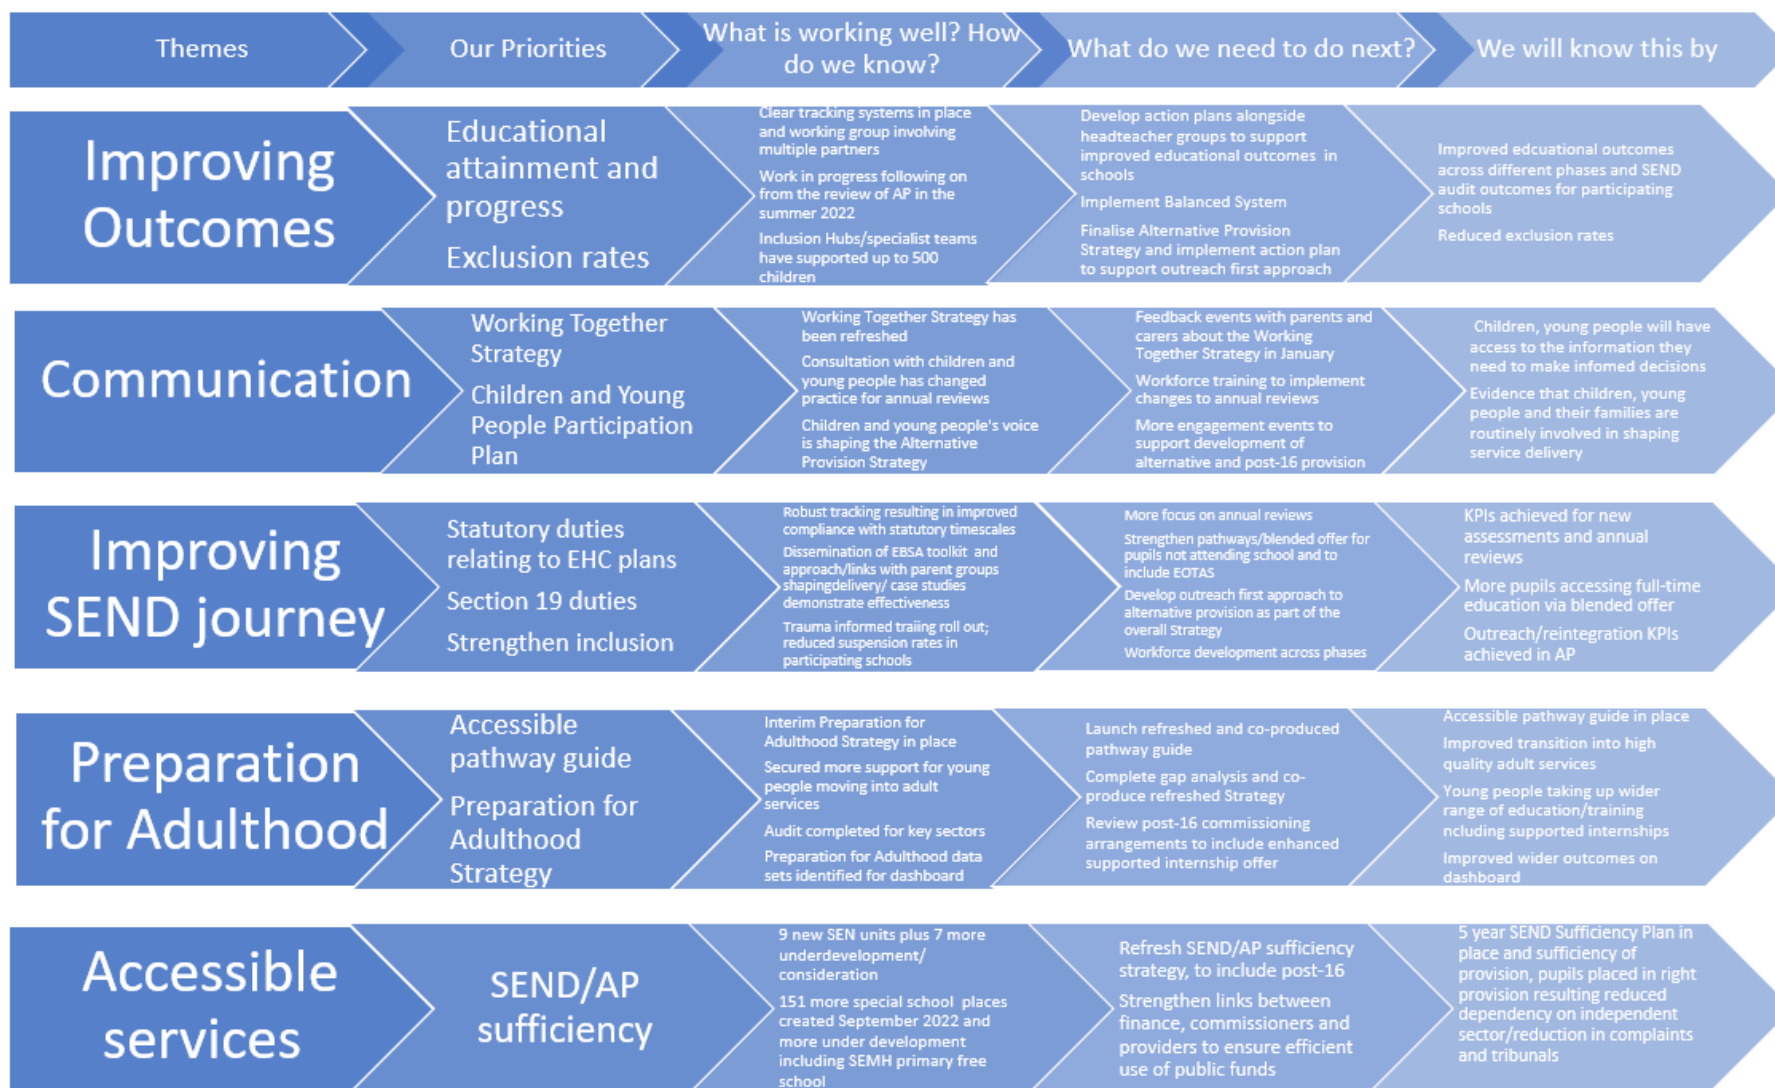 Themes
Our Priorities
What is working well? How
do we know?
What do we need to do next?
We will know this by
Improving
Outcomes
Educational
attainment and
progress
Exclusion rates
Clear tracking systems in place
and working group involving
multiple partners
Work in progress following on
from the review of AP in the
summer 2022
Inclusion Hubs/specialist teams
have supported up to 500
children
Develop action plans alongside
headteacher groups to support
improved educational outcomes in
schools
Implement Balanced System
Finalise Alternative Provision
Strategy and implement action plan
to support outreach first approach
Improved edcuational outcomes
across different phases and SEND
audit outcomes for participating
schools
Reduced exclusion rates
Communication
Working Together
Strategy
Children and Young
People Participation
Plan
Working Together Strategy has
been refreshed
Consultation with children and
young people has changed
practice for annual reviews
Children and young people's voice
is shaping the Alternative
Provision Strategy
Feedback events with parents and
carers about the Working
Together Strategy in January
Workforce training to implement
changes to annual reviews
More engagement events to
support development of
alternative and post-16 provision
Children, young people will have
access to the information they
need to make infomed decisions
Evidence that children, young
people and their families are
routinely involved in shaping
service delivery
Improving
SEND journey
Statutory duties
relating to EHC plans
Section 19 duties
Strengthen inclusion
Robust tracking resulting in improved
compliance with statutory timescales
Dissemination of EBSA toolkit and
approach/links with parent groups
shapingdelivery/ case studies
demonstrate effectiveness
Trauma informed traiing roll out;
reduced suspension rates in
participating schools
More focus on annual reviews
Strengthen pathways/blended offer for
pupils not attending school and to
include EOTAS
Develop outreach first approach to
alternative provision as part of the
overall Strategy
Workforce development across phases
KPIs achieved for new
assessments and annual
reviews
More pupils accessing full-time
education via blended offer
Outreach/reintegration KPIs
achieved in AP
Preparation
for Adulthood
Accessible
pathway guide
Preparation for
Adulthood
Strategy
Interim Preparation for
Adulthood Strategy in place
Secured more support for young
people moving into adult
services
Audit completed for key sectors
Preparation for Adulthood data
sets identified for dashboard
Launch refreshed and co-produced
pathway guide
Complete gap analysis and co-
produce refreshed Strategy
Review post-16 commissioning
arrangements to include enhanced
supported internship offer
Accessible pathway guide in place
Improved transition into high
quality adult services
Young people taking up wider
range of education/training
ncluding supported internships
Improved wider outcomes on
dashboard
Accessible
services
SEND/AP
sufficiency
9 new SEN units plus 7 more
underdevelopment/
consideration
151 more special school places
created September 2022 and
more under development
including SEMH primary free
school
Refresh SEND/AP sufficiency
strategy, to include post-16
Strengthen links between
finance, commissioners and
providers to ensure efficient
use of public funds
5 year SEND Sufficiency Plan in
place and sufficiency of
provision, pupils placed in right
provision resulting reduced
dependency on independent
sector/reduction in complaints
and tribunals